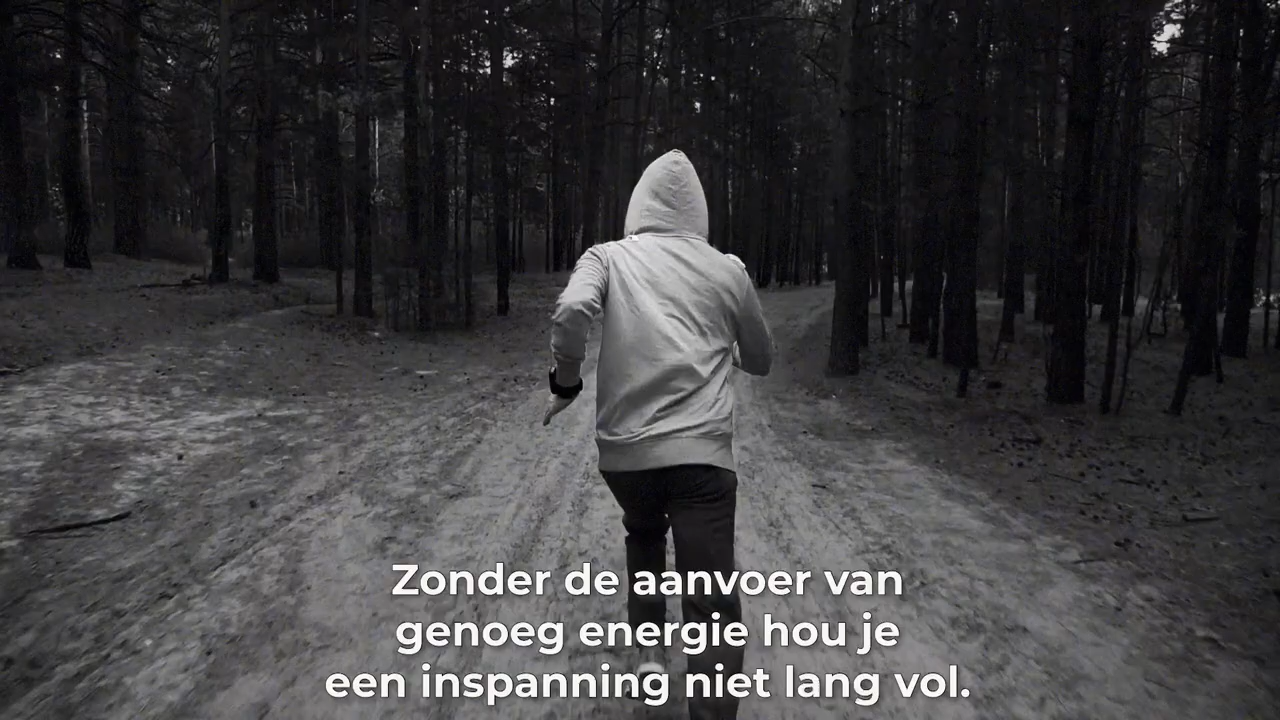 Zonder de aanvoer van
genoeg energie hou je
een inspanning niet lang vol.